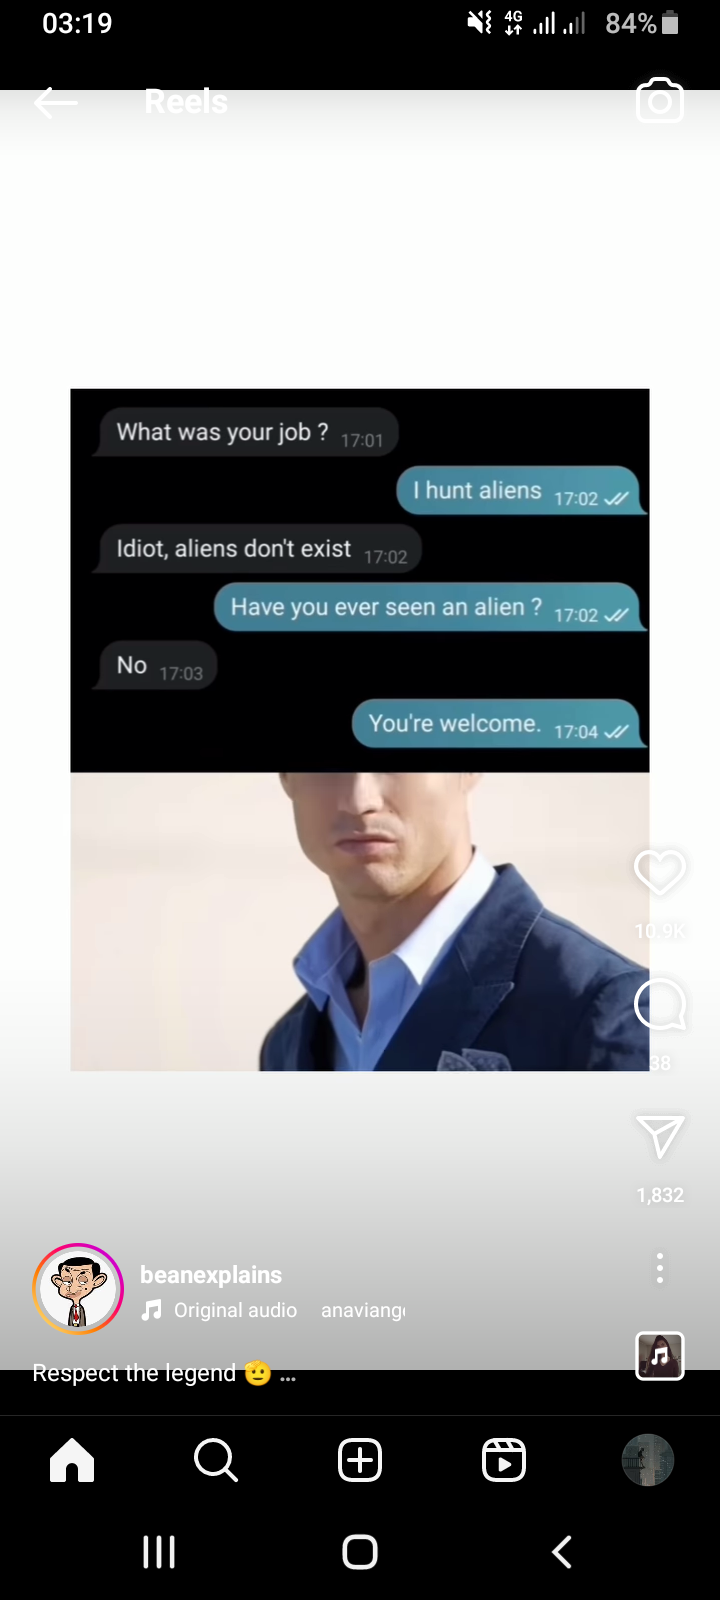 03:19
4G
84%
Reels
What was your job ? 17:01
I hunt aliens 17:02
Idiot, aliens don't exist 17:02
Have you ever seen an alien ? 17:02
No 17:03
You're welcome. 17:04
10.9K
38
1,832
beanexplains
Original audio anaviang
Respect the legend 🫡 ...